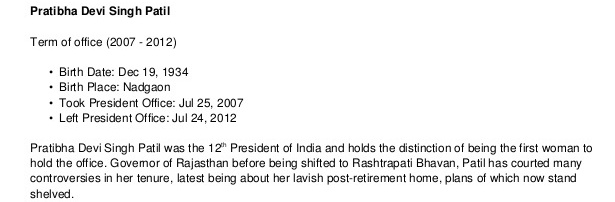 Pratibha Devi Singh Patil
Term of office (2007 - 2012)
• Birth Date: Dec 19, 1934
• Birth Place: Nadgaon
• Took President Office: Jul 25, 2007
• Left President Office: Jul 24, 2012
Pratibha Devi Singh Patil was the 12th President of India and holds the distinction of being the first woman to
hold the office. Governor of Rajasthan before being shifted to Rashtrapati Bhavan, Patil has courted many
controversies in her tenure, latest being about her lavish post-retirement home, plans of which now stand
shelved.